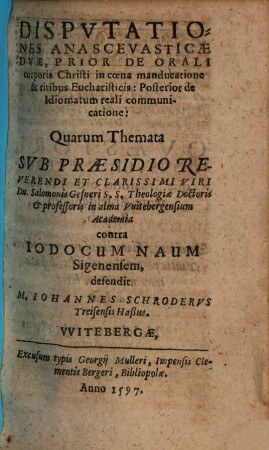 DISPVTATIO-
NES ANASCEVASTICÆ
DVÆ, PRIOR DE ORALI
corporis Christi in cœna manducatione
& ritibus Eucharisticis: Posterior de
Idiomatum reali communi-
catione:
Quarum Themata
SVB PRÆSIDIO RE-
VERENDI ET CLARISSIMI VIRI
Dn. Salomonis Gesneri S. S. Theologiæ Doctoris
& professoris in alma Vuitebergensium
Academia
contra
IODOCUM NAUM
Sigenensem,
defendit
M. IOHANNES SCHRODERVS
Treisensis Hassus.
VVITEBERGÆ,
Excusum typis Georgij Mulleri, Impensis Cle-
mentis Bergeri, Bibliopolæ.
Anno 1597.